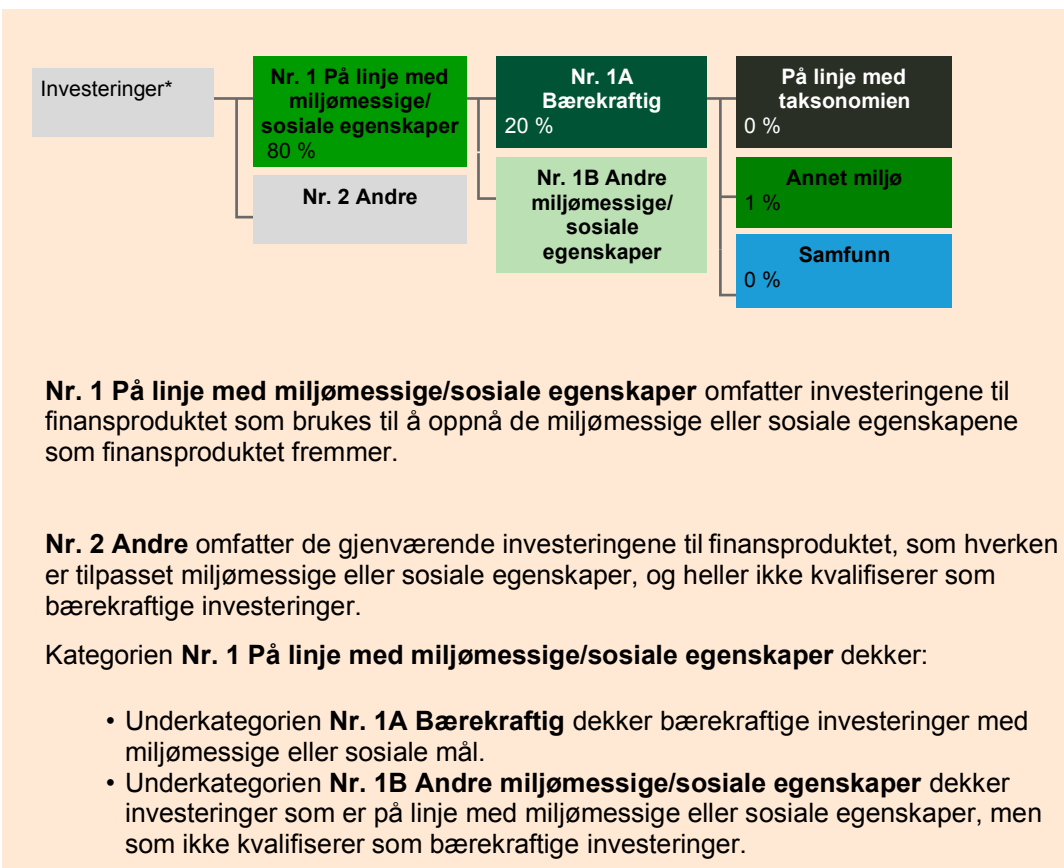 Investeringer*
Nr. 1 På linje med
miljømessige/
sosiale egenskaper
80 %
Nr. 2 Andre
Nr. 1A
Bærekraftig
20 %
Nr. 1B Andre
miljømessige/
sosiale
egenskaper
På linje med
taksonomien
0 %
Annet miljø
1 %
Samfunn
0 %
Nr. 1 På linje med miljømessige/sosiale egenskaper omfatter investeringene til
finansproduktet som brukes til å oppnå de miljømessige eller sosiale egenskapene
som finansproduktet fremmer.
Nr. 2 Andre omfatter de gjenværende investeringene til finansproduktet, som hverken
er tilpasset miljømessige eller sosiale egenskaper, og heller ikke kvalifiserer som
bærekraftige investeringer.
Kategorien Nr. 1 På linje med miljømessige/sosiale egenskaper dekker:
• Underkategorien Nr. 1A Bærekraftig dekker bærekraftige investeringer med
miljømessige eller sosiale mål.
• Underkategorien Nr. 1B Andre miljømessige/sosiale egenskaper dekker
investeringer som er på linje med miljømessige eller sosiale egenskaper, men
som ikke kvalifiserer som bærekraftige investeringer.